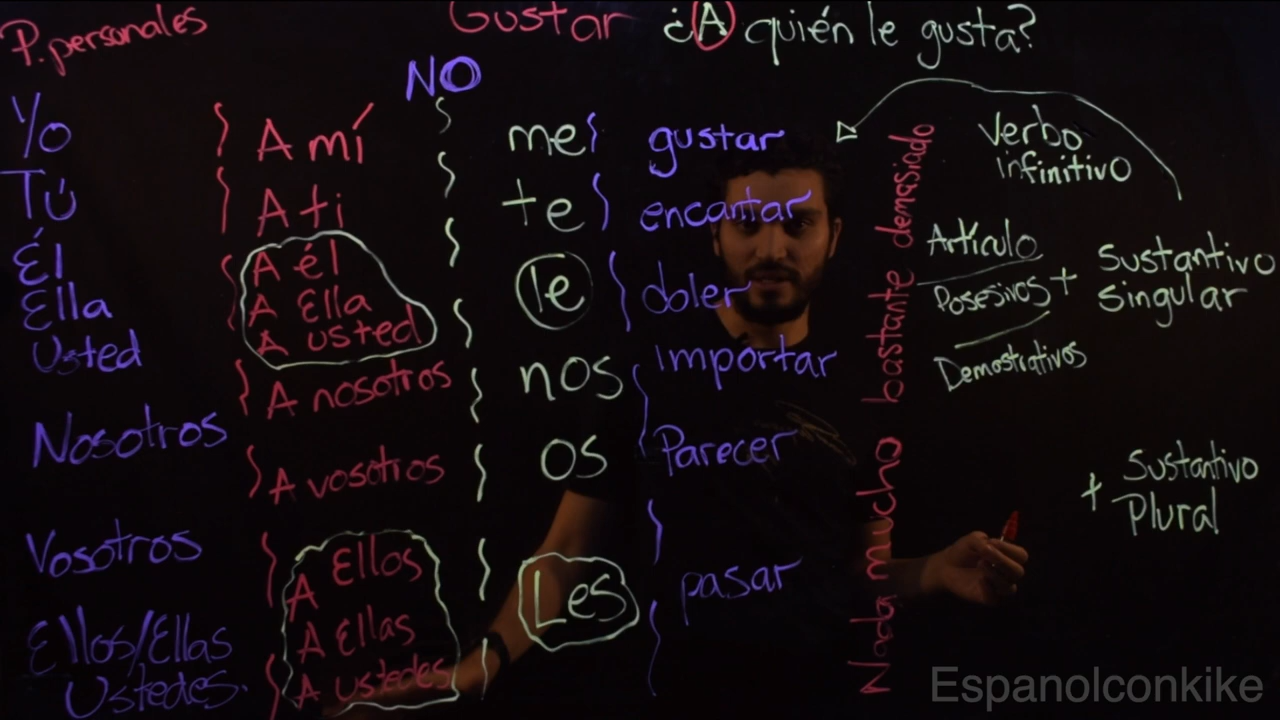 P. personales
Gustar
¿A quién le gusta?
NO
Yo
Tú
Él
Ella
Usted
Nosotros
Vosotros
Ellos/Ellas
Ustedes.
A mí
A ti
A él
A Ella
A usted
A nosotros
A vosotros
A Ellos
A Ellas
A ustedes
me
te
le
nos
os
Les
gustar
encantar
doler
importar
Parecer
pasar
Nada mucho bastante demasiado
Verbo
infinitivo
Artículo
Posesivos +
Demostrativos
Sustantivo
singular
+ Sustantivo
Plural
Espanolconkike